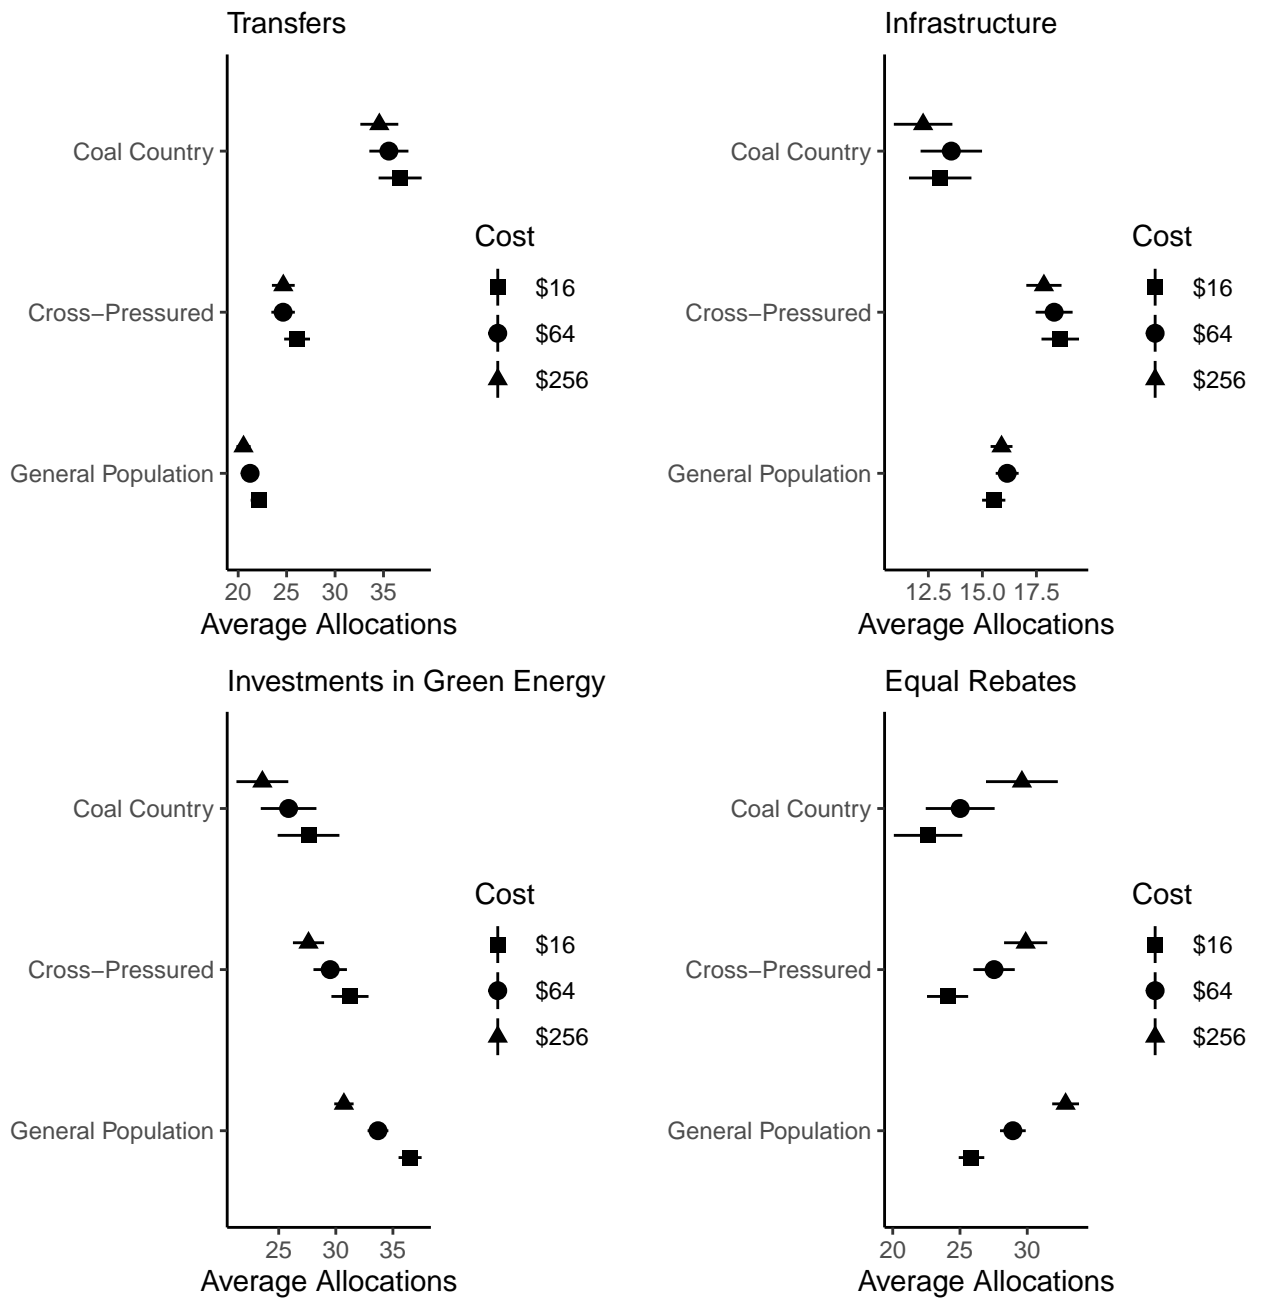 Transfers
Coal Country
Cross−Pressured
General Population
20 25 30 35
Average Allocations
Cost
$16
$64
$256
Infrastructure
Coal Country
Cross−Pressured
General Population
12.5 15.0 17.5
Average Allocations
Cost
$16
$64
$256
Investments in Green Energy
Coal Country
Cross−Pressured
General Population
25 30 35
Average Allocations
Cost
$16
$64
$256
Equal Rebates
Coal Country
Cross−Pressured
General Population
20 25 30
Average Allocations
Cost
$16
$64
$256